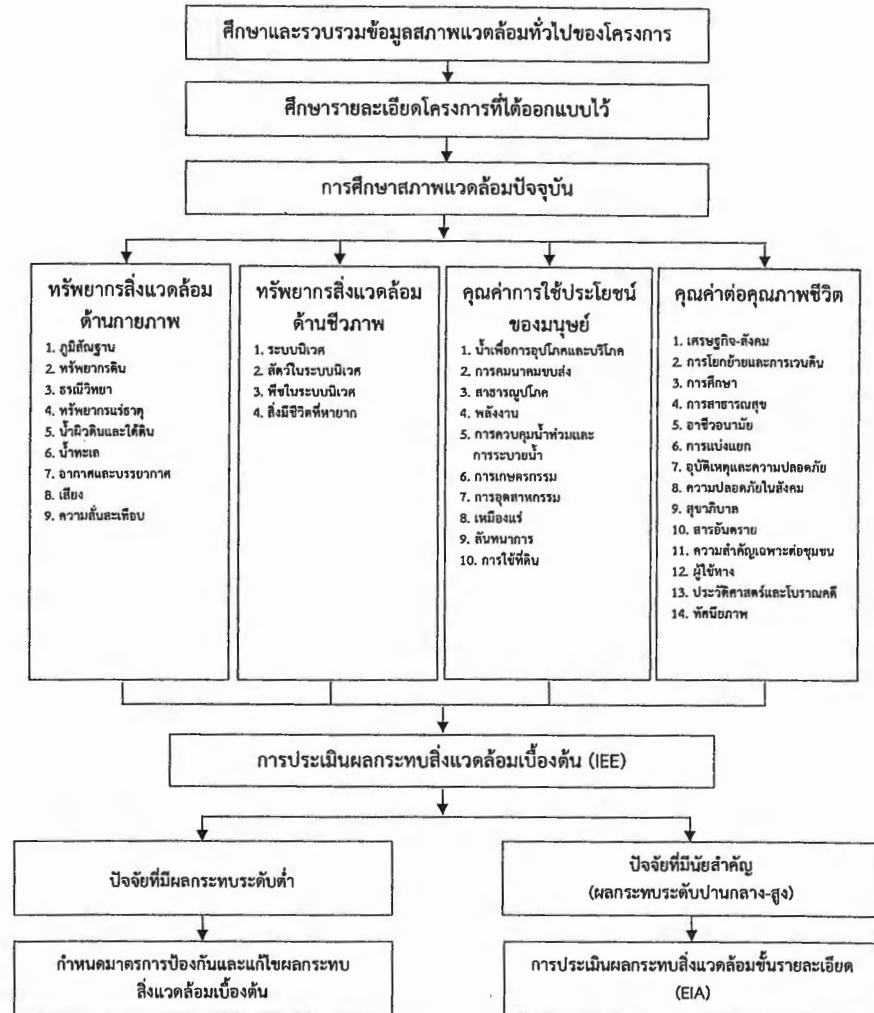 ศึกษาและรวบรวมข้อมูลสภาพแวดล้อมทั่วไปของโครงการ
ศึกษารายละเอียดโครงการที่ได้ออกแบบไว้
การศึกษาสภาพแวดล้อมปัจจุบัน
ทรัพยากรสิ่งแวดล้อม
ด้านกายภาพ
1. ภูมิสัณฐาน
2. ทรัพยากรดิน
3. ธรณีวิทยา
4. ทรัพยากรแร่ธาตุ
5. น้ำผิวดินและใต้ดิน
6. น้ำทะเล
7. อากาศและบรรยากาศ
8. เสียง
9. ความสั่นสะเทือบ
ทรัพยากรสิ่งแวดล้อม
ด้านชีวภาพ
1. ระบบนิเวศ
2. สัตว์ในระบบนิเวศ
3. พืชในระบบนิเวศ
4. สิ่งมีชีวิตที่หายาก
คุณค่าการใช้ประโยชน์
ของมนุษย์
1. น้ำเพื่อการอุปโภคและบริโภค
2. การคมนาคมขนส่ง
3. สาธารณูปโภค
4. พลังงาน
5. การควบคุมน้ำท่วมและ
การระบายน้ำ
6. การเกษตรกรรม
7. การอุตสาหกรรม
8. เหมืองแร่
9. สันทนาการ
10. การใช้ที่ดิน
คุณค่าต่อคุณภาพชีวิต
1. เศรษฐกิจ-สังคม
2. การโยกย้ายและการเวนคืน
3. การศึกษา
4. การสาธารณสุข
5. อาชีวอนามัย
6. การแบ่งแยก
7. อุบัติเหตุและความปลอดภัย
8. ความปลอดภัยในสังคม
9. สุขาภิบาล
10. สารอันตราย
11. ความสำคัญเฉพาะต่อชุมชน
12. ผู้ใช้ทาง
13. ประวัติศาสตร์และโบราณคดี
14. ทัศนียภาพ
การประเมินผลกระทบสิ่งแวดล้อมเบื้องต้น (IEE)
ปัจจัยที่มีผลกระทบระดับต่ำ
ปัจจัยที่มีนัยสำคัญ
(ผลกระทบระดับปานกลาง-สูง)
กำหนดมาตรการป้องกันและแก้ไขผลกระทบ
สิ่งแวดล้อมเบื้องต้น
การประเมินผลกระทบสิ่งแวดล้อมขั้นรายละเอียด
(EIA)